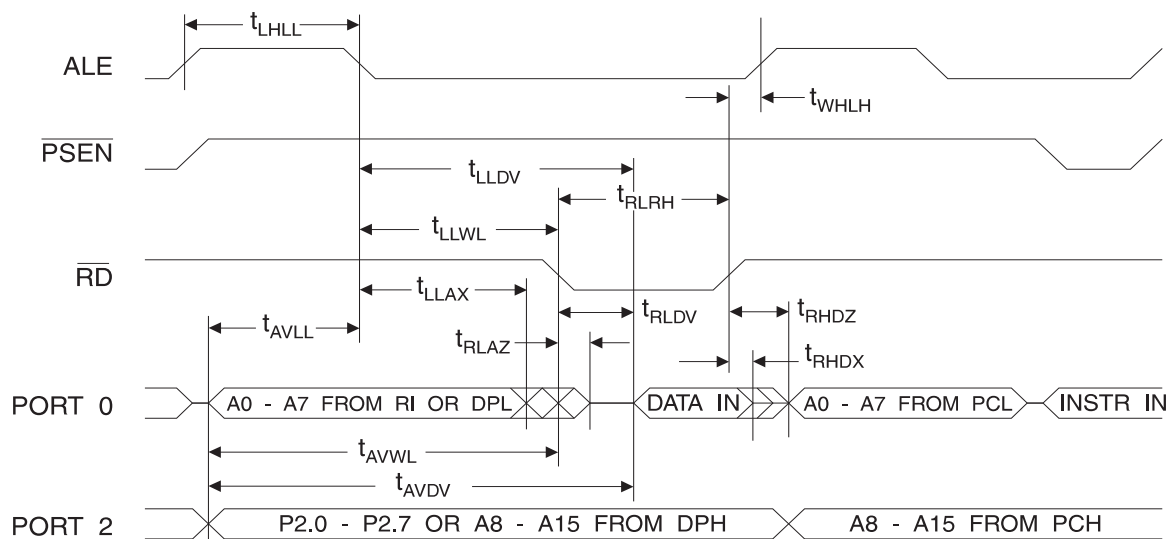 tLHLL
ALE
tWHLH
PSEN
tLLDV
tRLRH
tLLWL
RD
tLLAX
tRLDV
tRHDZ
tAVLL
tRLAZ
tRHDX
PORT 0
A0 - A7 FROM RI OR DPL
DATA IN
A0 - A7 FROM PCL
INSTR IN
tAVWL
tAVDV
PORT 2
P2.0 - P2.7 OR A8 - A15 FROM DPH
A8 - A15 FROM PCH